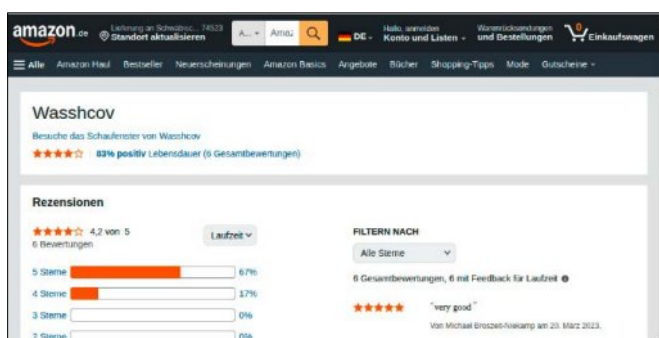 amazon.de
Lieferung an Schwäbisc... 74523
Standort aktualisieren
A...
Amaz
DE
Hallo, anmelden
Konto und Listen
Warenrücksendungen
und Bestellungen
0
Einkaufswagen
Alle Amazon Haul Bestseller Neuerscheinungen Amazon Basics Angebote Bücher Shopping-Tipps Mode Gutscheine
Wasshcov
Besuche das Schaufenster von Wasshcov
83% positiv Lebensdauer (6 Gesamtbewertungen)
Rezensionen
4,2 von 5
6 Bewertungen
Laufzeit
5 Sterne 67%
4 Sterne 17%
3 Sterne 0%
2 Sterne 0%
FILTERN NACH
Alle Sterne
6 Gesamtbewertungen, 6 mit Feedback für Laufzeit
"very good"
Von Michael am 20. März 2023.